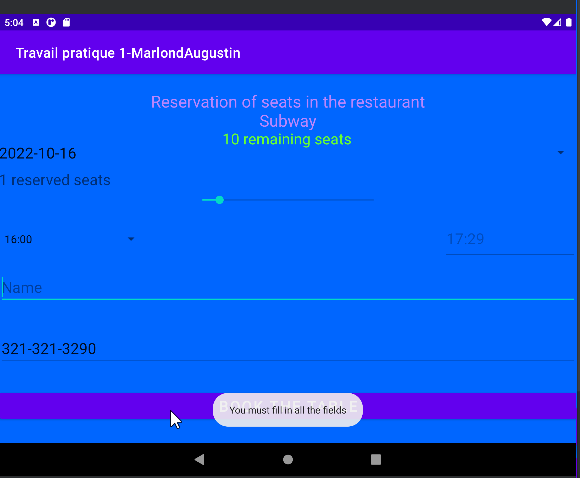 5:04
Travail pratique 1-MarlondAugustin
Reservation of seats in the restaurant
Subway
10 remaining seats
2022-10-16
1 reserved seats
16:00
17:29
Name
321-321-3290
BOOK THE TABLE
You must fill in all the fields